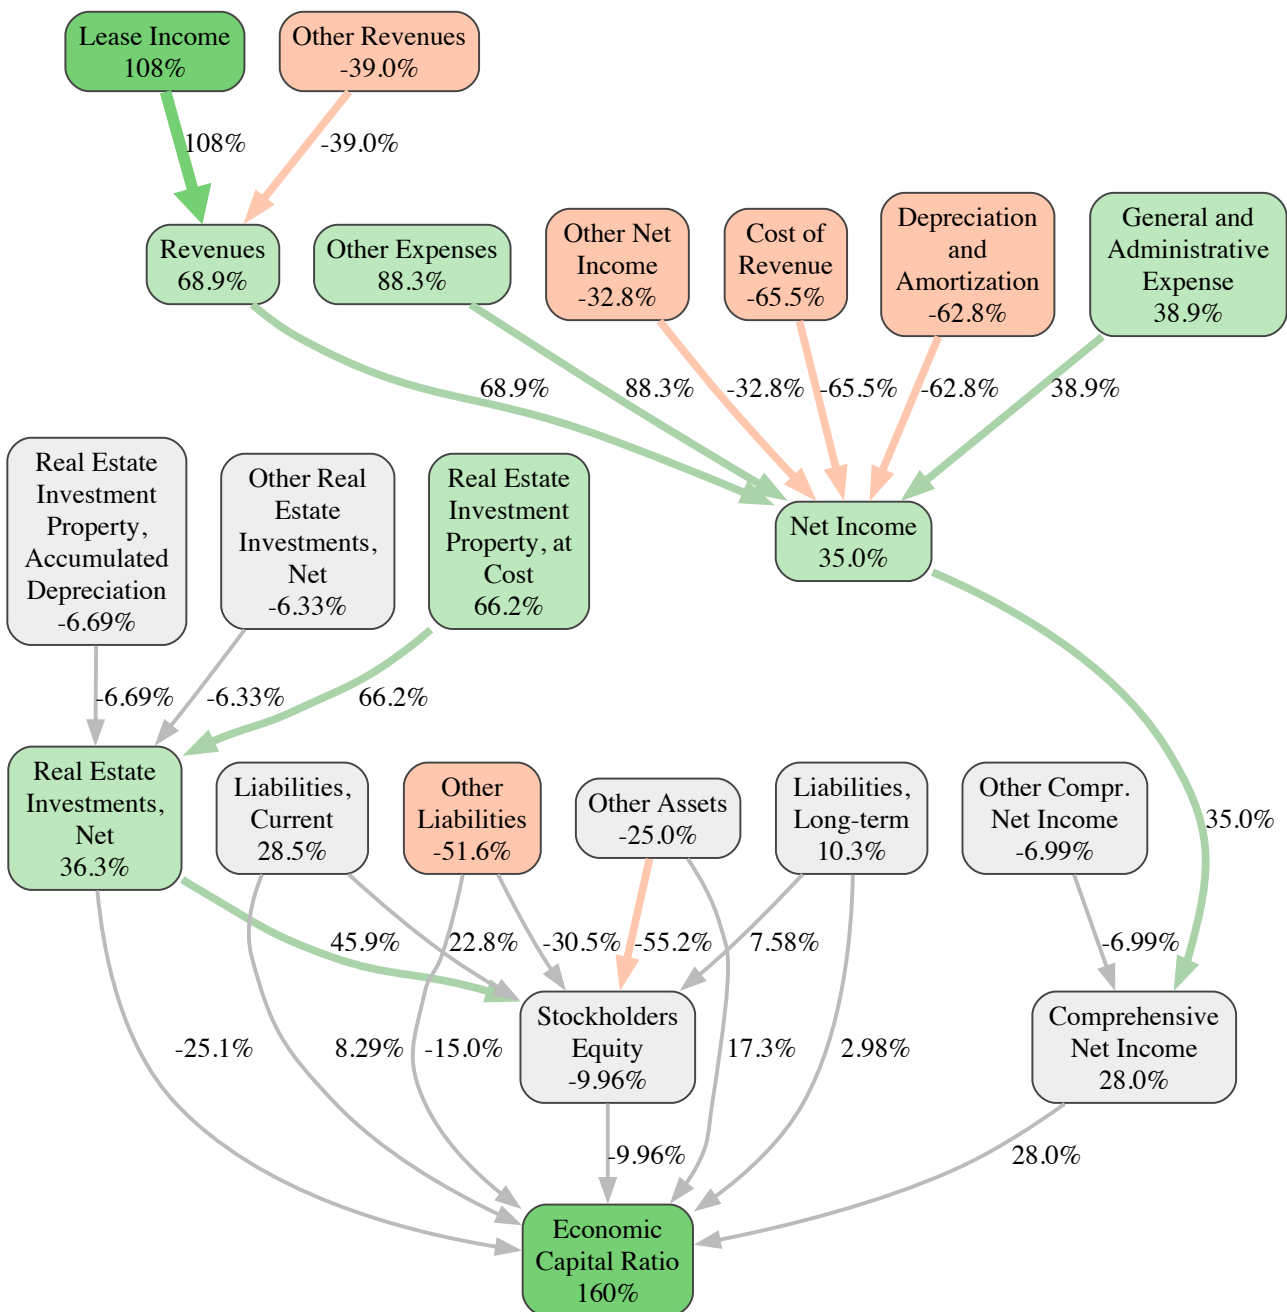 Lease Income
108%
Other Revenues
-39.0%
108%
-39.0%
Revenues
68.9%
Other Expenses
88.3%
Other Net
Income
-32.8%
Cost of
Revenue
-65.5%
Depreciation
and
Amortization
-62.8%
General and
Administrative
Expense
38.9%
68.9%
88.3%
-32.8%
-65.5%
-62.8%
38.9%
Real Estate
Investment
Property,
Accumulated
Depreciation
-6.69%
Other Real
Estate
Investments,
Net
-6.33%
Real Estate
Investment
Property, at
Cost
66.2%
Net Income
35.0%
-6.69%
-6.33%
66.2%
Real Estate
Investments,
Net
36.3%
Liabilities,
Current
28.5%
Other
Liabilities
-51.6%
Other Assets
-25.0%
Liabilities,
Long-term
10.3%
Other Compr.
Net Income
-6.99%
35.0%
45.9%
22.8%
-30.5%
-55.2%
7.58%
-6.99%
Stockholders
Equity
-9.96%
Comprehensive
Net Income
28.0%
-25.1%
8.29%
-15.0%
17.3%
2.98%
-9.96%
28.0%
Economic
Capital Ratio
160%